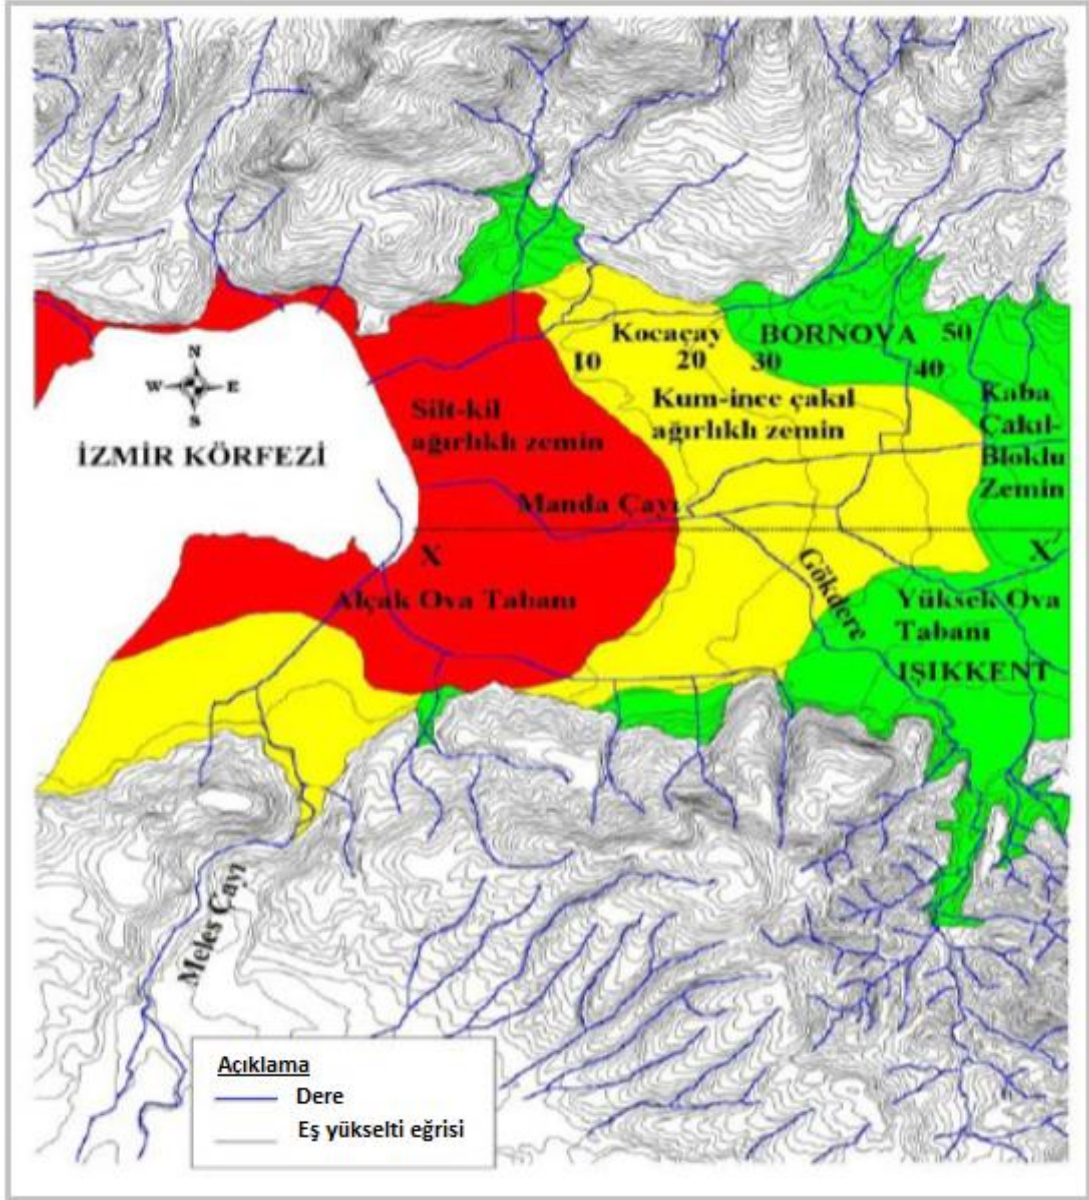 Kocaçay
BORNOVA
50
10
20
30
40
N
W
E
S
Silt-kil
ağırlıklı zemin
Kum-ince çakıl
ağırlıklı zemin
Kaba
Çakıl-
Bloklu
Zemin
İZMİR KÖRFEZİ
Manda Çayı
X
X'
Gökdere
Alçak Ova Tabanı
Yüksek Ova
Tabanı
IŞIKKENT
Meles Çayı
Açıklama
Dere
Eş yükselti eğrisi